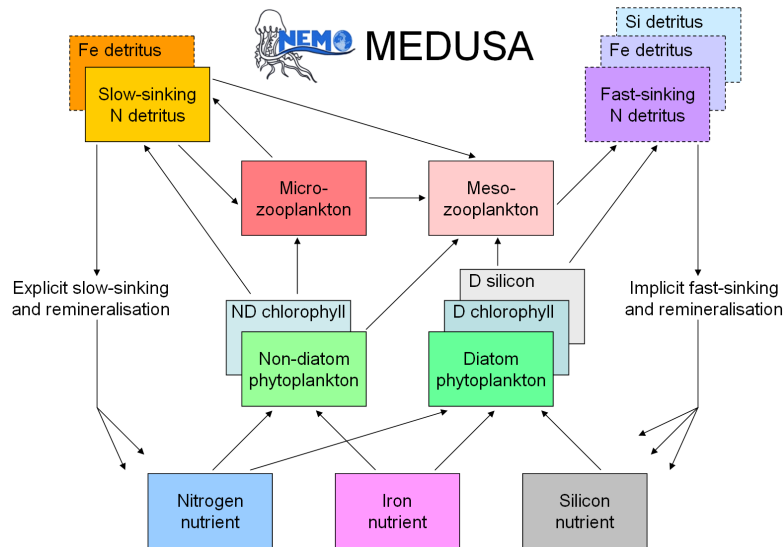 Si detritus
Fe detritus
NEMO
MEDUSA
Fe detritus
Slow-sinking
N detritus
Fast-sinking
N detritus
Micro-
zooplankton
Meso-
zooplankton
Explicit slow-sinking
and remineralisation
D silicon
Implicit fast-sinking
and remineralisation
ND chlorophyll
D chlorophyll
Non-diatom
phytoplankton
Diatom
phytoplankton
Nitrogen
nutrient
Iron
nutrient
Silicon
nutrient